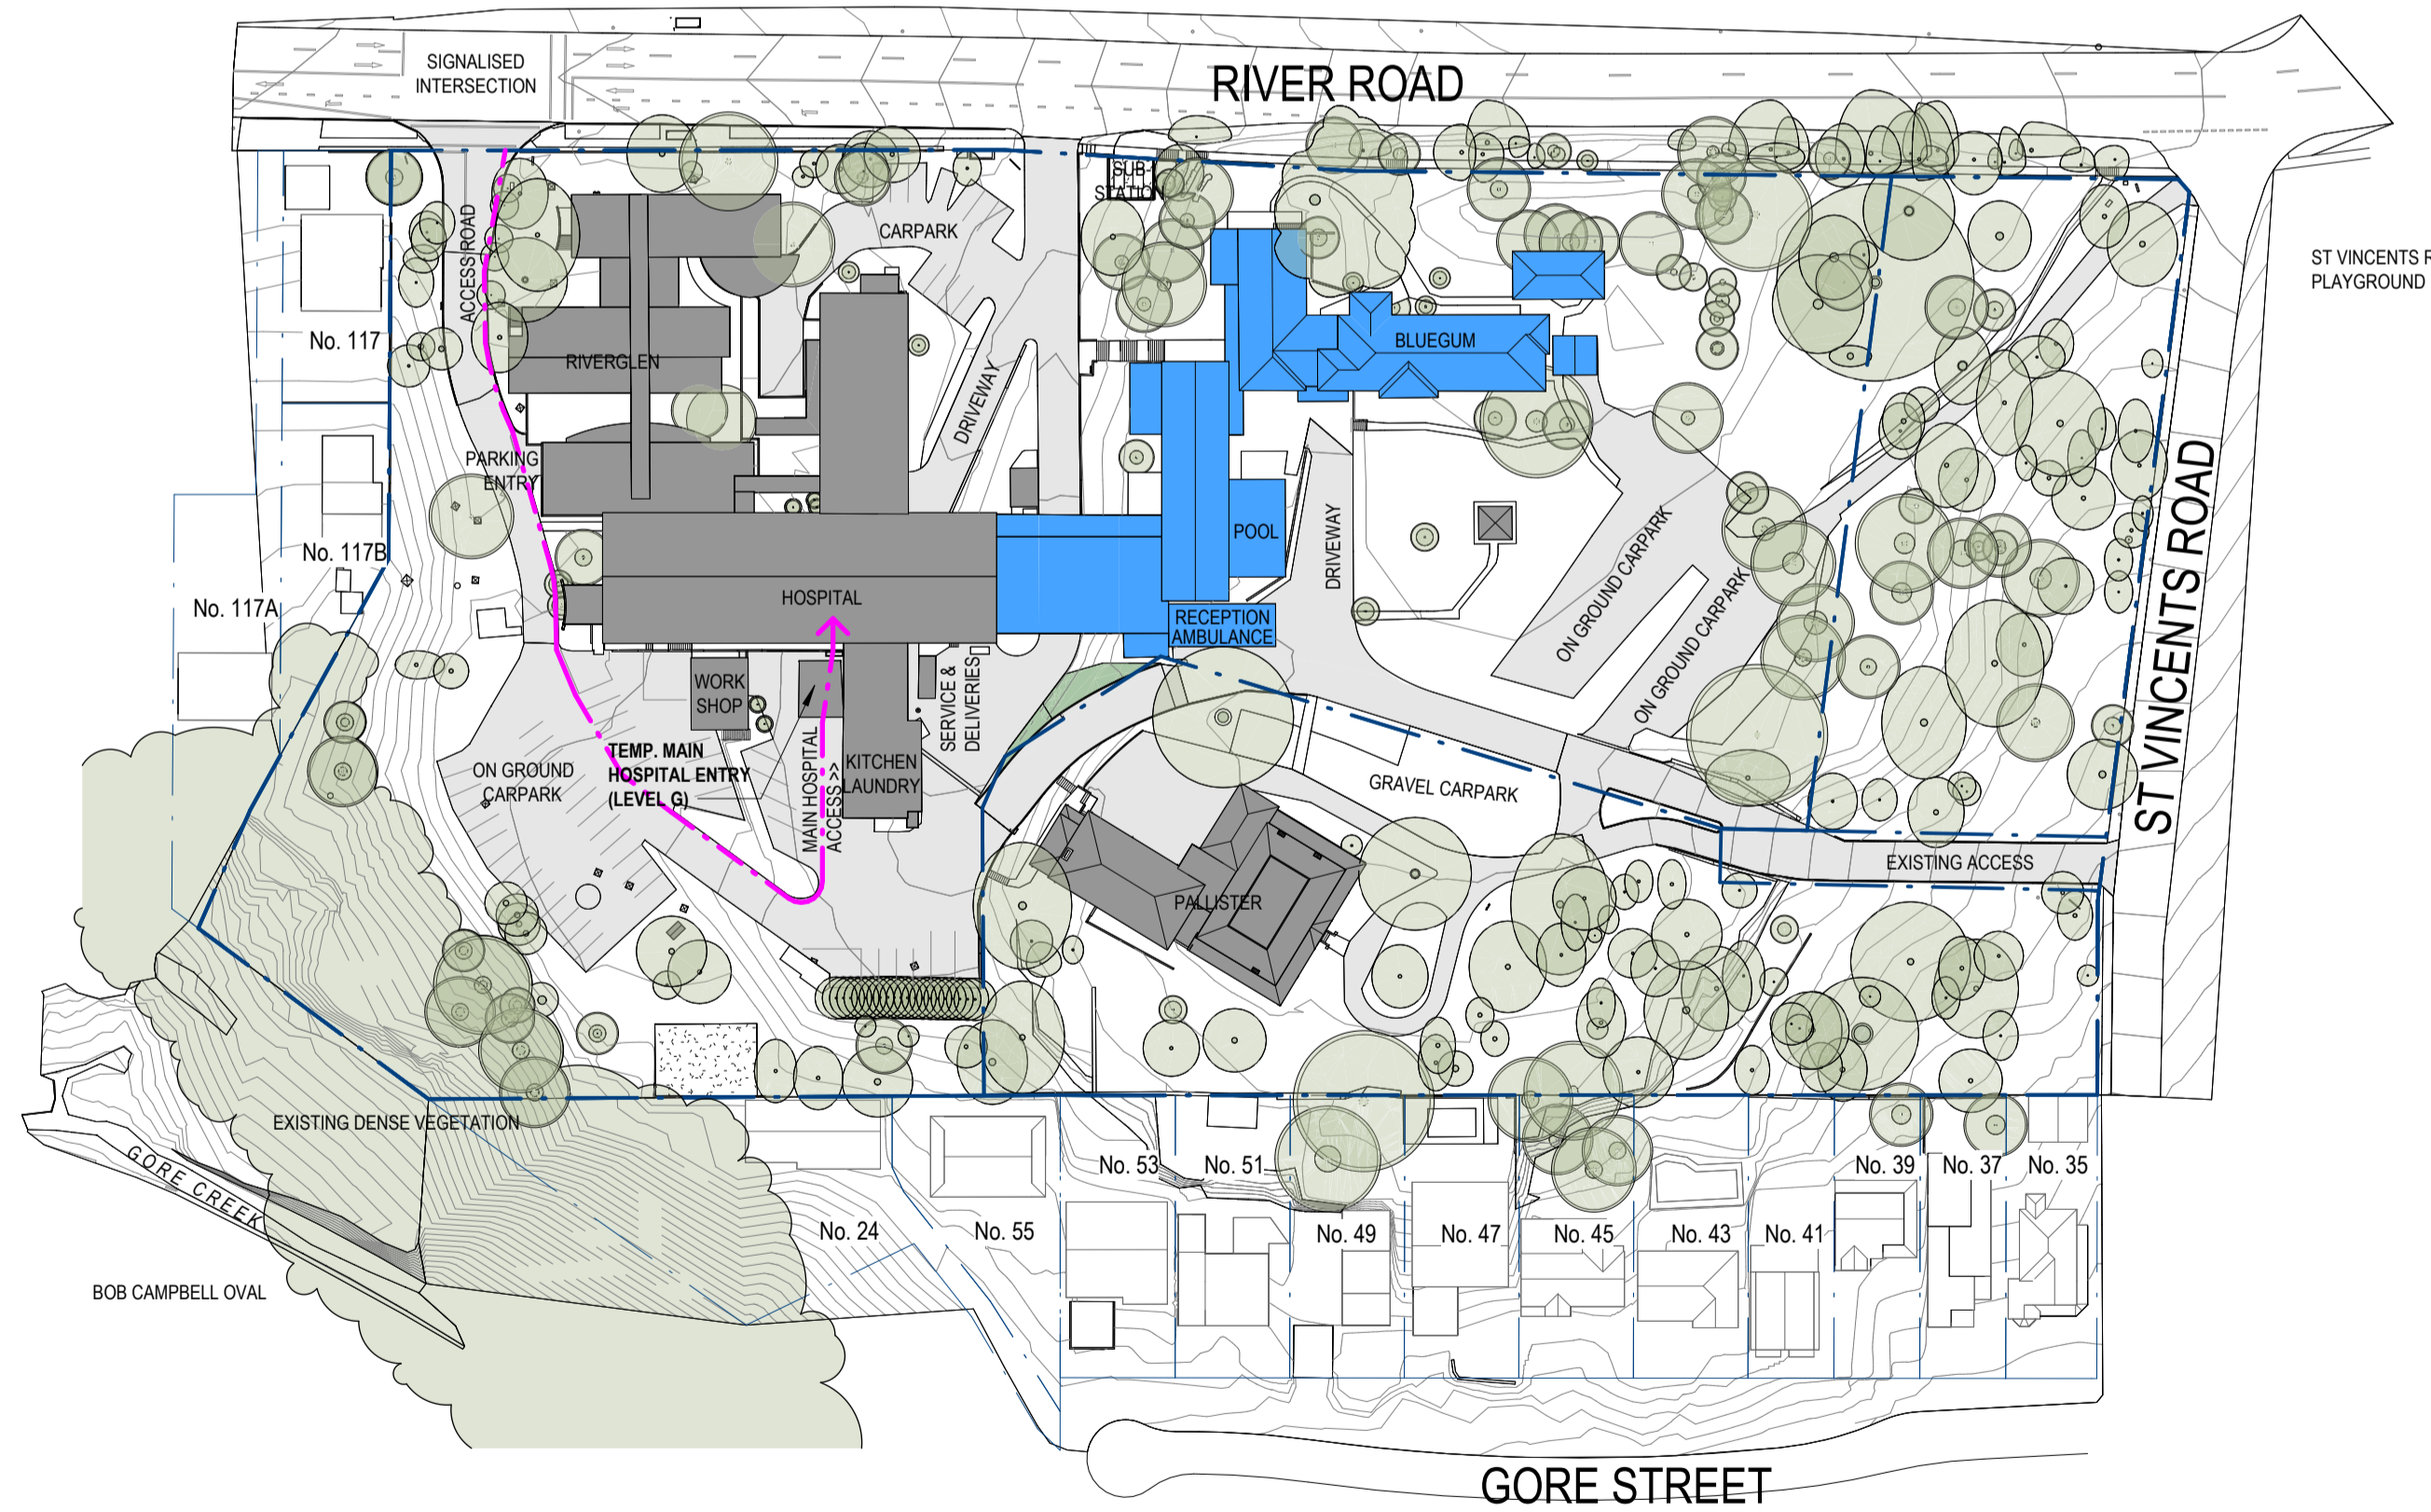 RIVER ROAD
SIGNALISED
INTERSECTION
SUB-
STATION
ACCESS ROAD
CARPARK
ST VINCENTS R
PLAYGROUND
No. 117
RIVERGLEN
BLUEGUM
DRIVEWAY
PARKING
ENTRY
POOL
DRIVEWAY
ON GROUND CARPARK
ON GROUND CARPARK
ST VINCENTS ROAD
No. 117B
No. 117A
HOSPITAL
RECEPTION
AMBULANCE
WORK
SHOP
SERVICE &
DELIVERIES
TEMP. MAIN
HOSPITAL ENTRY
(LEVEL G)
MAIN HOSPITAL
ACCESS >>
KITCHEN
LAUNDRY
ON GROUND
CARPARK
GRAVEL CARPARK
EXISTING ACCESS
PALLISTER
EXISTING DENSE VEGETATION
GORE CREEK
BOB CAMPBELL OVAL
No. 53
No. 51
No. 39
No. 37
No. 35
No. 24
No. 55
No. 49
No. 47
No. 45
No. 43
No. 41
GORE STREET